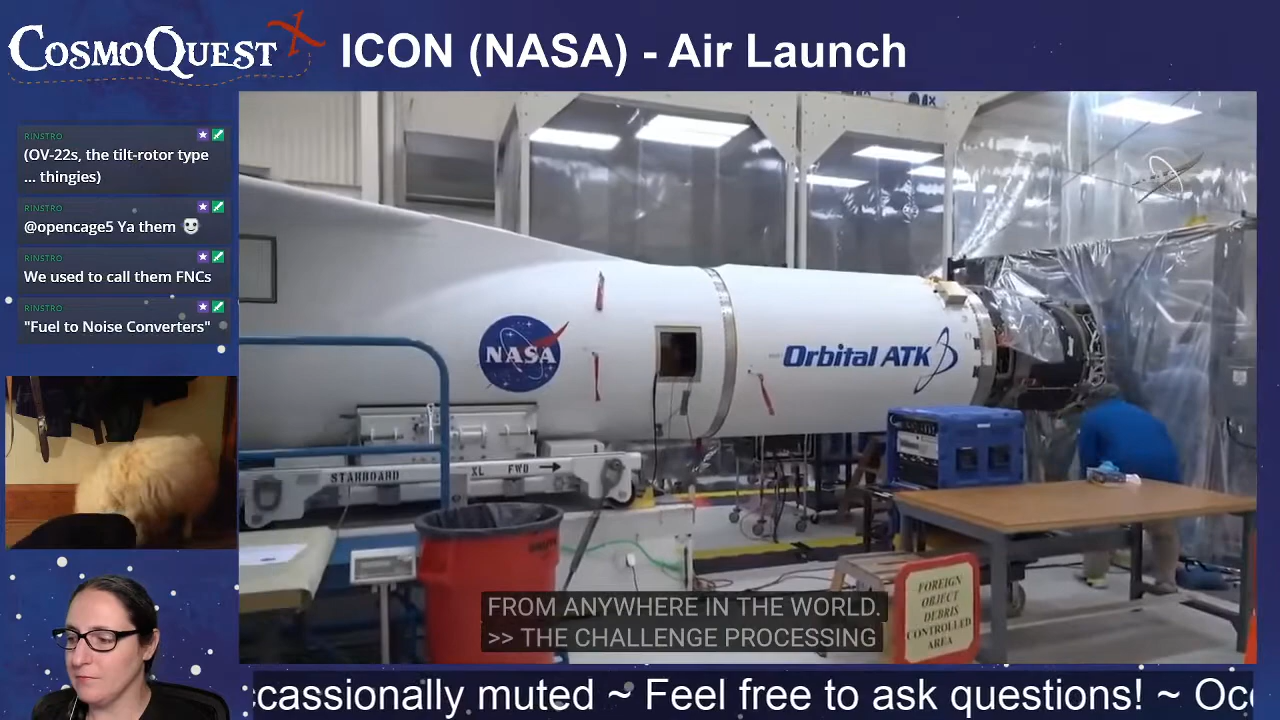 COSMOQUEST X
ICON (NASA) - Air Launch
RINSTRO
(OV-22s, the tilt-rotor type
... thingies)
RINSTRO
@opencage5 Ya them
RINSTRO
We used to call them FNCs
RINSTRO
"Fuel to Noise Converters"
NASA
Orbital ATK
STARBOARD XL FWD
FOREIGN
OBJECT
DEBRIS
CONTROLLED
AREA
FROM ANYWHERE IN THE WORLD.
>> THE CHALLENGE PROCESSING
ccassionally muted ~ Feel free to ask questions! ~ Occ